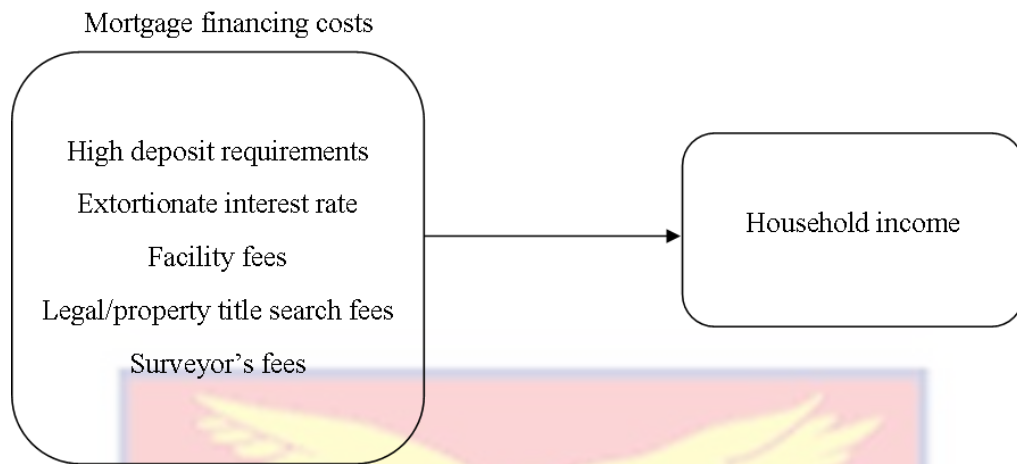 Mortgage financing costs
High deposit requirements
Extortionate interest rate
Facility fees
Legal/property title search fees
Surveyor’s fees
Household income